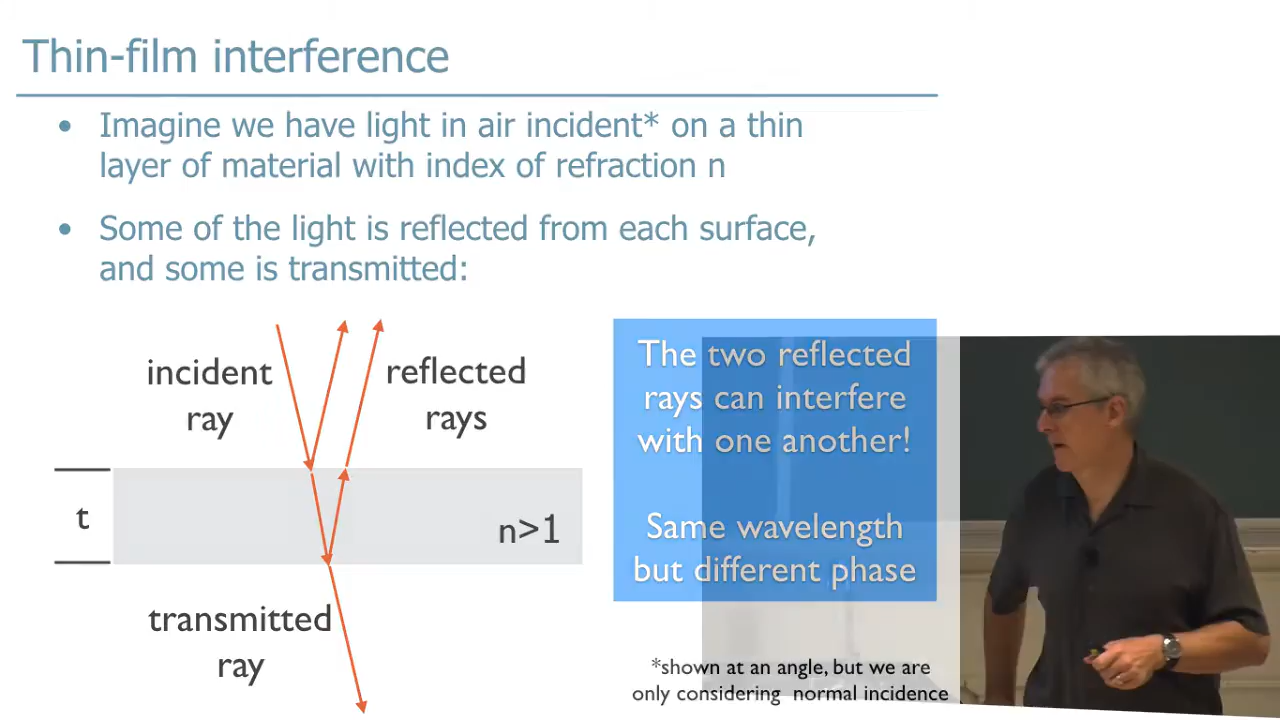 Thin-film interference
• Imagine we have light in air incident* on a thin
layer of material with index of refraction n
• Some of the light is reflected from each surface,
and some is transmitted:
incident
ray
reflected
rays
t
n>1
transmitted
ray
The two reflected
rays can interfere
with one another!
Same wavelength
but different phase
*shown at an angle, but we are
only considering normal incidence